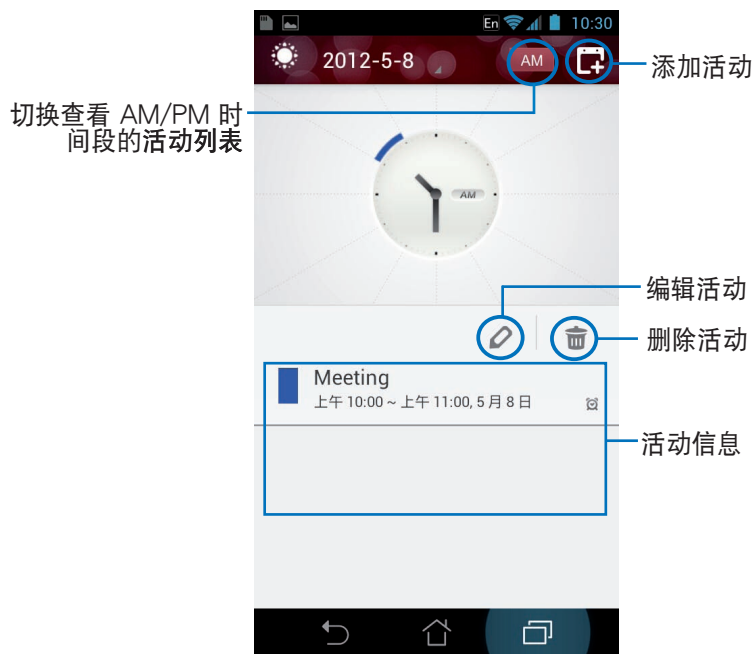 En 10:30
2012-5-8 AM
添加活动
切换查看 AM/PM 时
间段的活动列表
AM
编辑活动
删除活动
Meeting
上午 10:00 ~ 上午 11:00, 5 月 8 日
活动信息